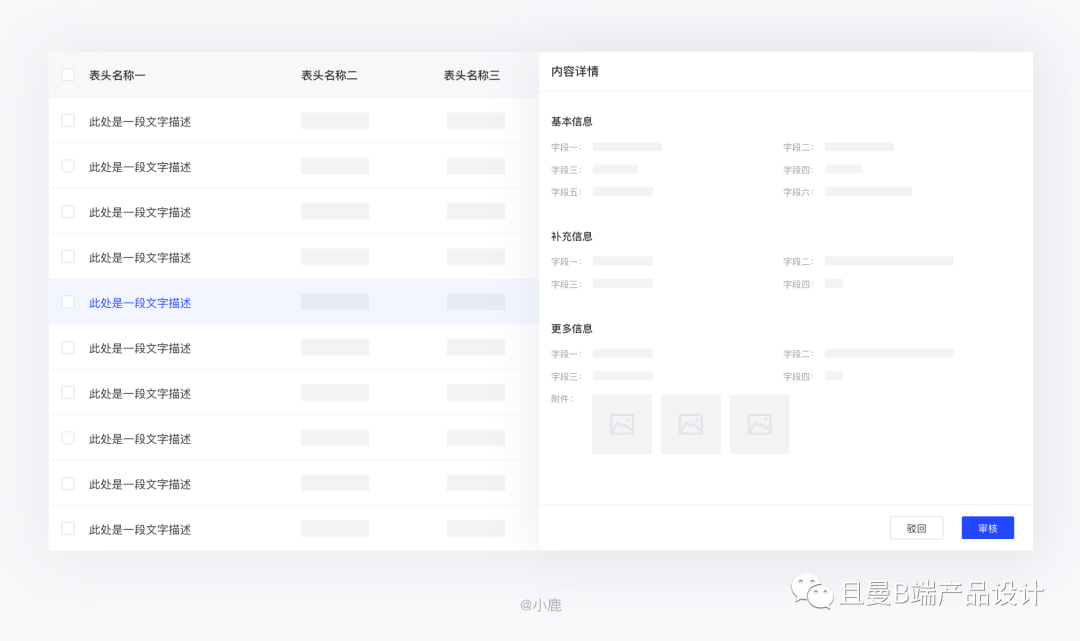 表头名称一 表头名称二 表头名称三
此处是一段文字描述
此处是一段文字描述
此处是一段文字描述
此处是一段文字描述
此处是一段文字描述
此处是一段文字描述
此处是一段文字描述
此处是一段文字描述
此处是一段文字描述
此处是一段文字描述
内容详情
基本信息
字段一: 字段二:
字段三: 字段四:
字段五: 字段六:
补充信息
字段一: 字段二:
字段三: 字段四:
更多信息
字段一: 字段二:
字段三: 字段四:
附件:
驳回 审核
@小鹿
且曼B端产品设计